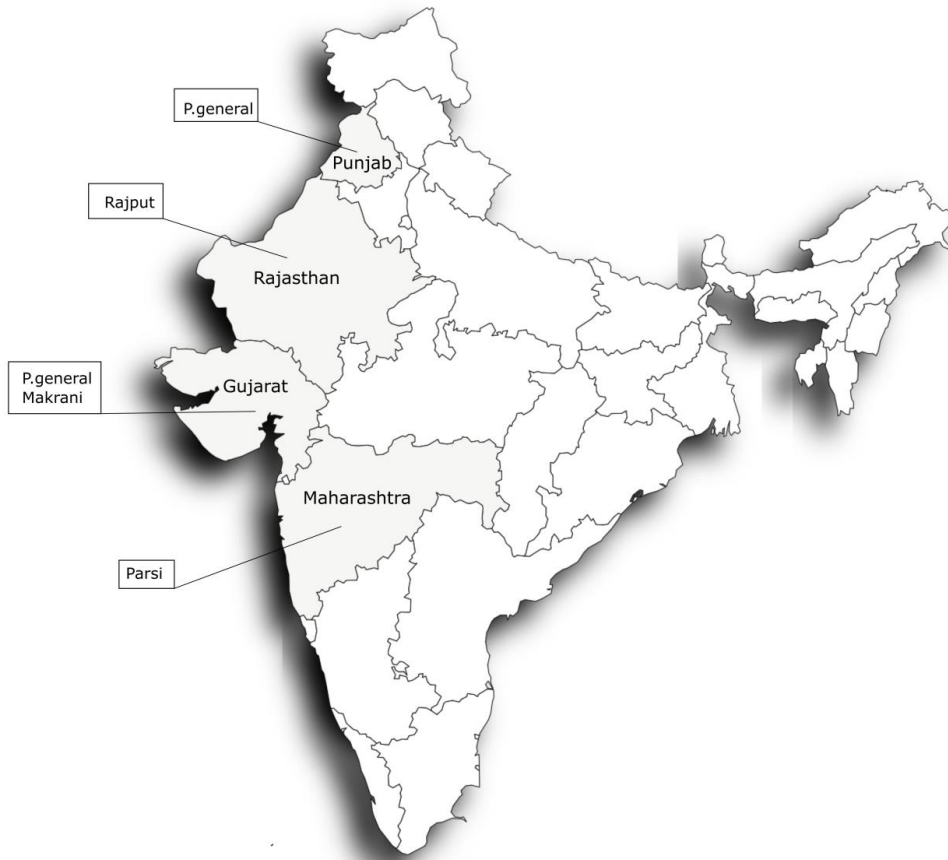 P.general
Punjab
Rajput
Rajasthan
P.general
Makrani
Gujarat
Maharashtra
Parsi